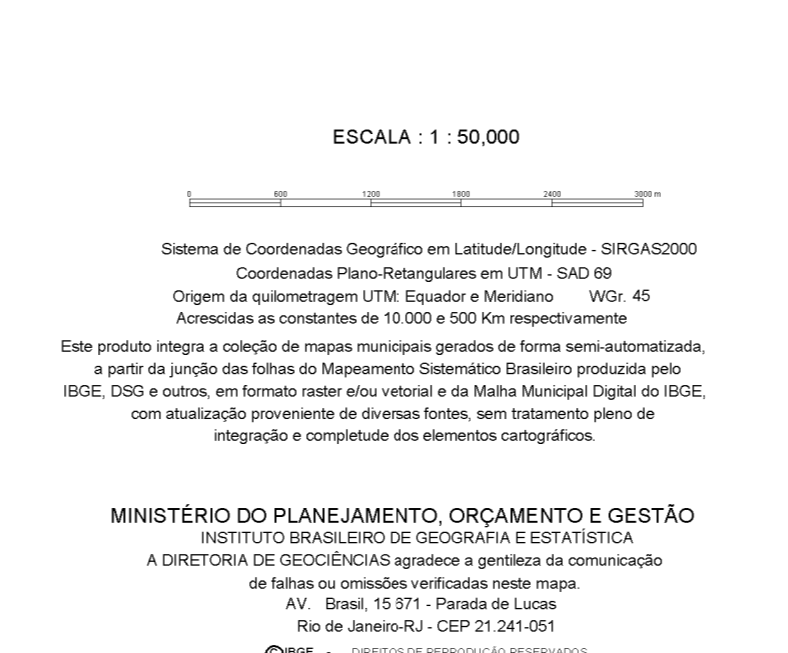 ESCALA : 1 : 50,000
0 600 1200 1800 2400 3000 m
Sistema de Coordenadas Geográfico em Latitude/Longitude - SIRGAS2000
Coordenadas Plano-Retangulares em UTM - SAD 69
Origem da quilometragem UTM: Equador e Meridiano WGr. 45
Acrescidas as constantes de 10.000 e 500 Km respectivamente
Este produto integra a coleção de mapas municipais gerados de forma semi-automatizada,
a partir da junção das folhas do Mapeamento Sistemático Brasileiro produzida pelo
IBGE, DSG e outros, em formato raster e/ou vetorial e da Malha Municipal Digital do IBGE,
com atualização proveniente de diversas fontes, sem tratamento pleno de
integração e completude dos elementos cartográficos.
MINISTÉRIO DO PLANEJAMENTO, ORÇAMENTO E GESTÃO
INSTITUTO BRASILEIRO DE GEOGRAFIA E ESTATÍSTICA
A DIRETORIA DE GEOCIÊNCIAS agradece a gentileza da comunicação
de falhas ou omissões verificadas neste mapa.
AV. Brasil, 15 671 - Parada de Lucas
Rio de Janeiro-RJ - CEP 21.241-051
©IBGE - DIREITOS DE REPRODUÇÃO RESERVADOS